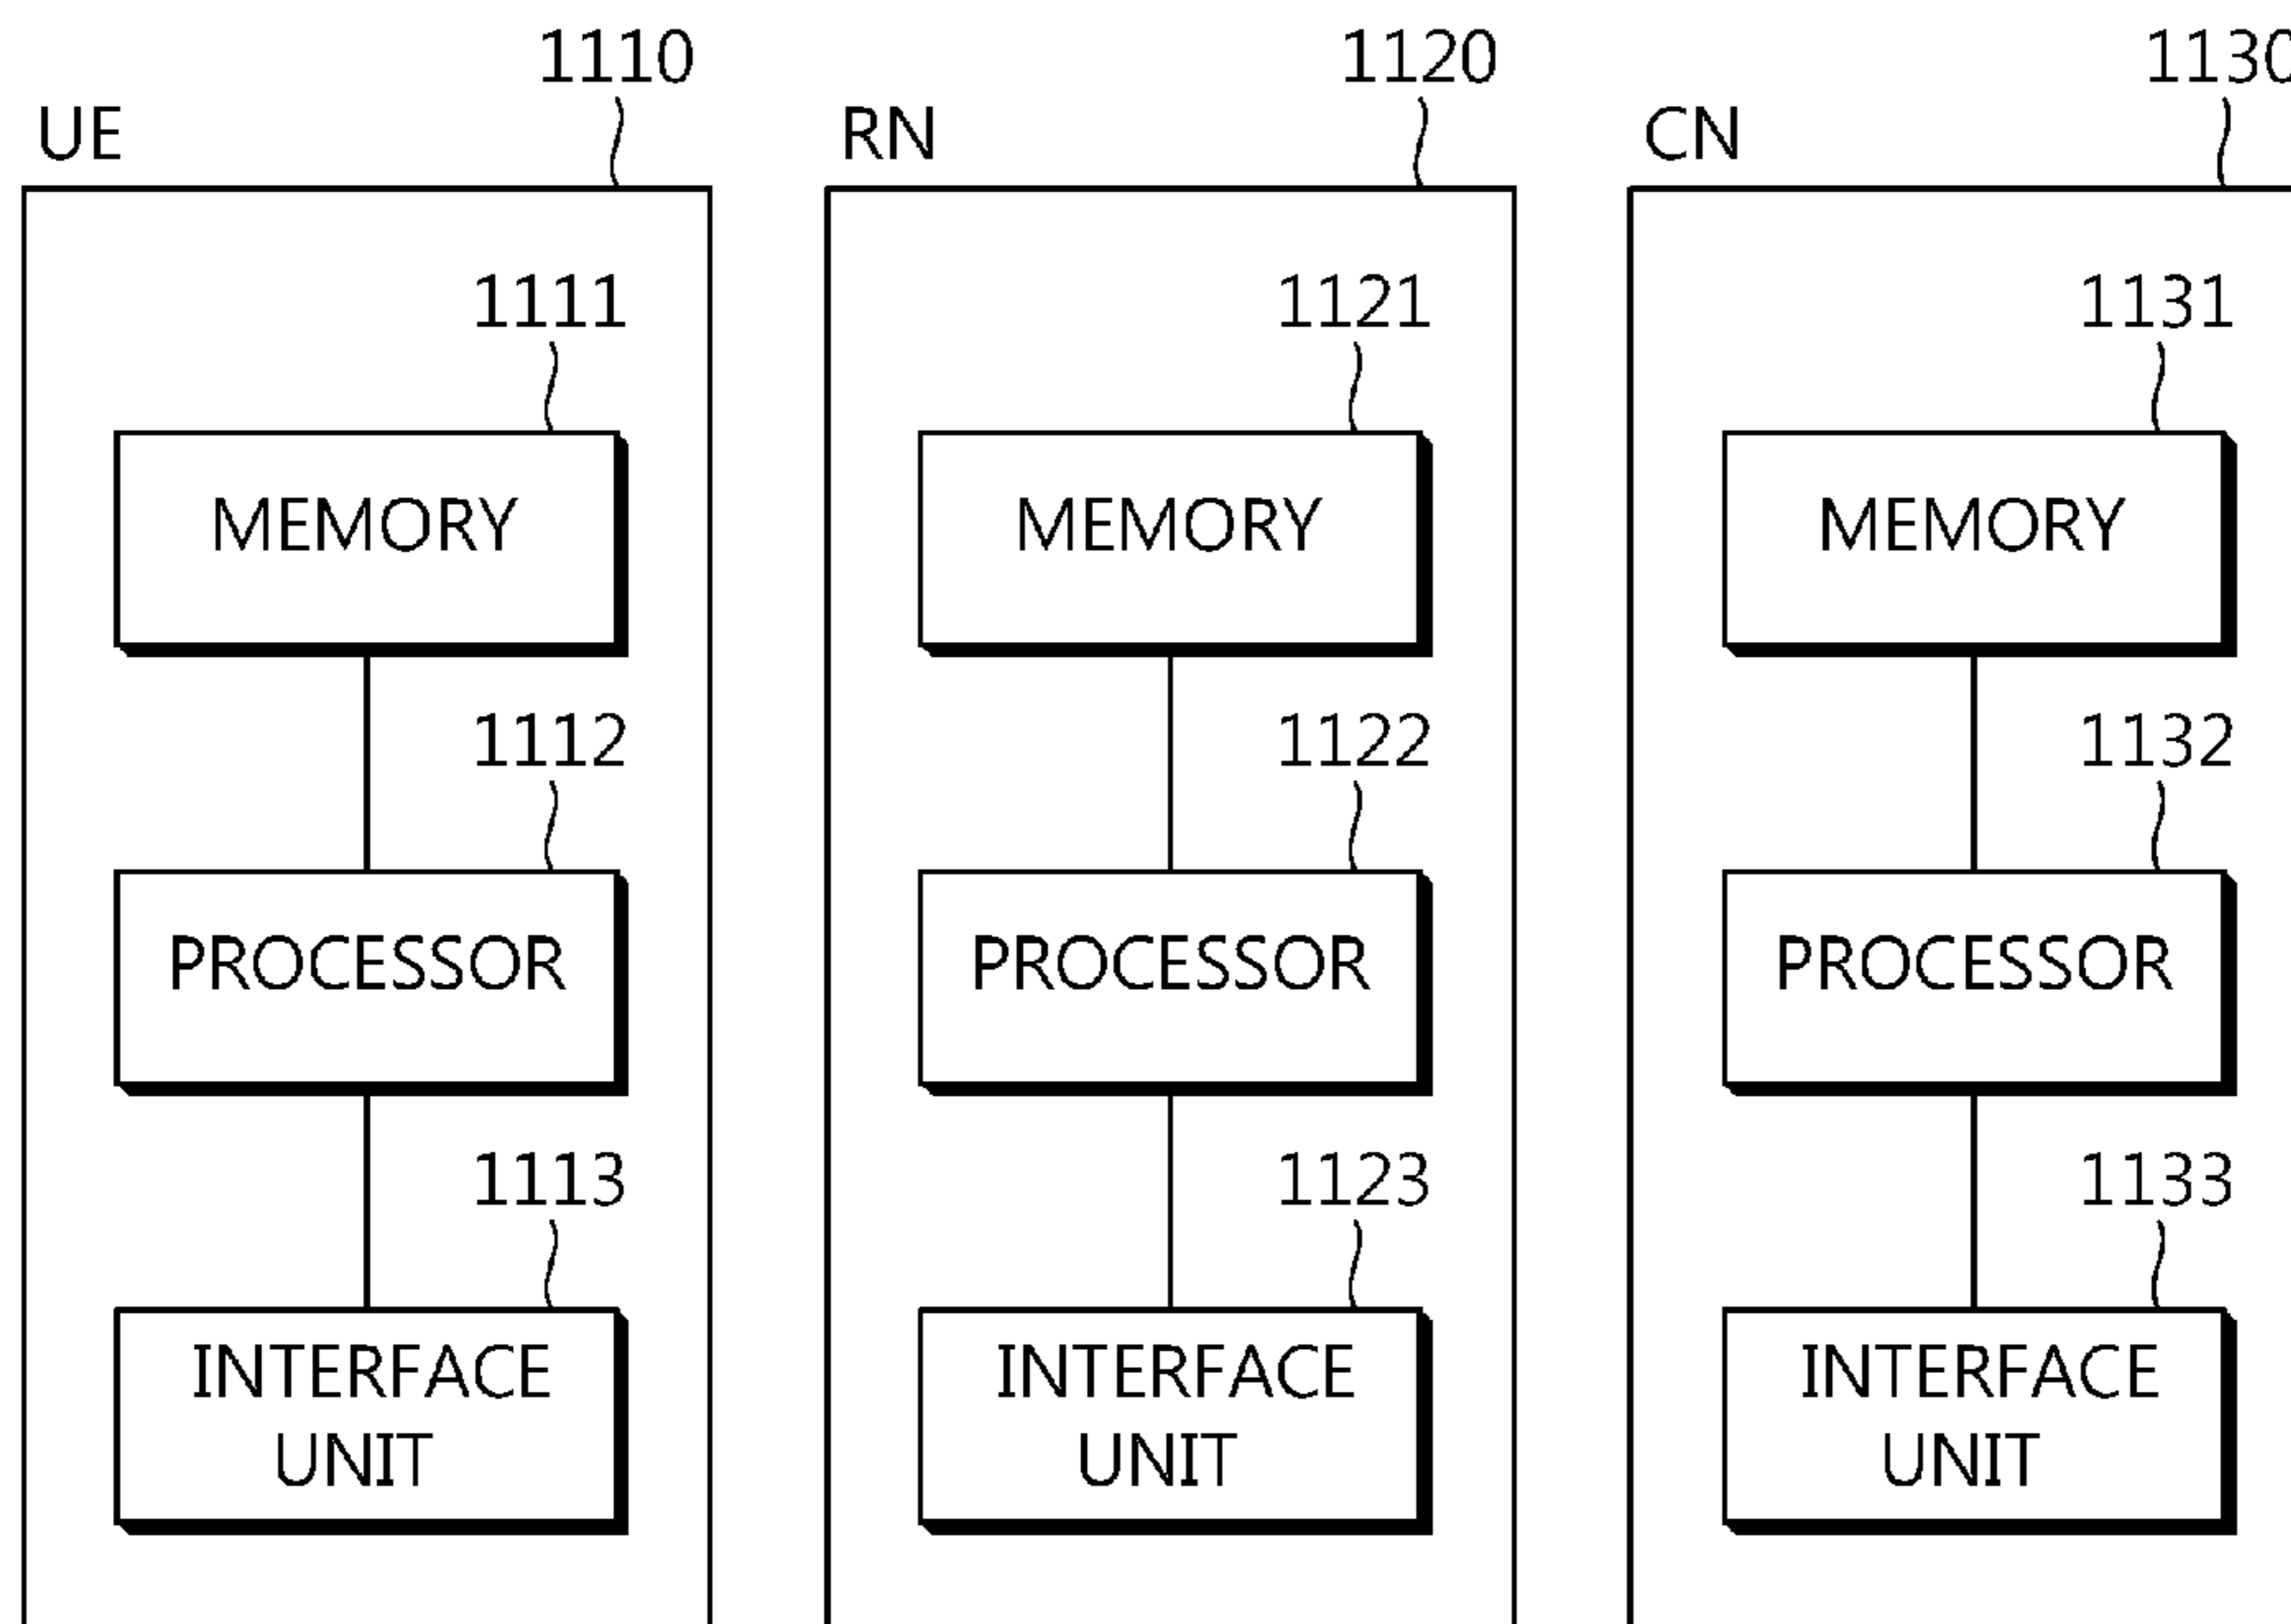 1110
1120
1130
UE
RN
CN
1111
1121
1131
MEMORY
MEMORY
MEMORY
1112
1122
1132
PROCESSOR
PROCESSOR
PROCESSOR
1113
1123
1133
INTERFACE
UNIT
INTERFACE
UNIT
INTERFACE
UNIT